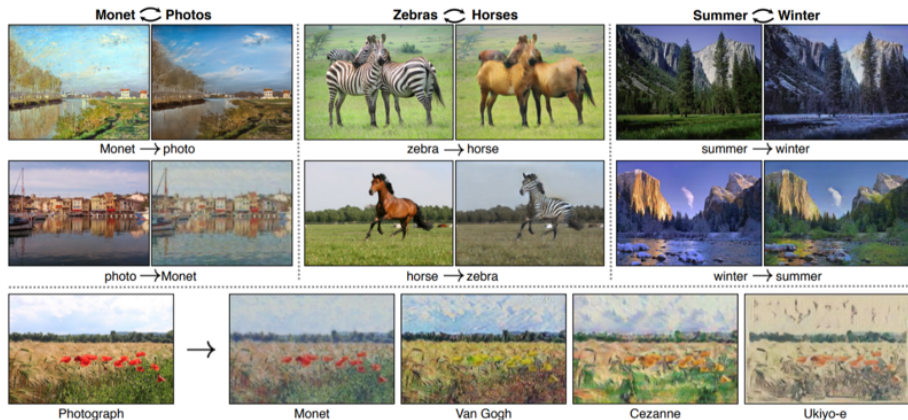 Monet ⟳ Photos
Zebras ⟳ Horses
Summer ⟳ Winter
Monet → photo
zebra → horse
summer → winter
photo → Monet
horse → zebra
winter → summer
Photograph
Monet
Van Gogh
Cezanne
Ukiyo-e